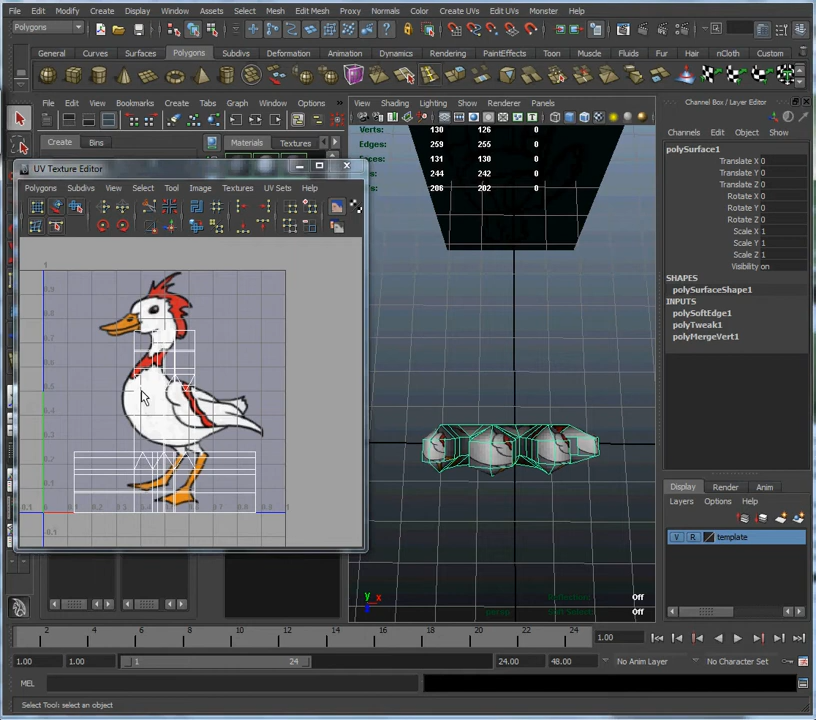 File Edit Modify Create Display Window Assets Select Mesh Edit Mesh Proxy Normals Color Create UVs Edit UVs Monster Help
Polygons
General Curves Surfaces Polygons Subdivs Deformation Animation Dynamics Rendering PaintEffects Toon Muscle Fluids Fur Hair nCloth Custom
Edit View Bookmarks Create Tabs Graph Window Options
View Shading Lighting Show Renderer Panels
Channel Box / Layer Editor
Create Bins
Materials Textures
Channels Edit Object Show
Verts: 130 126 0
Edges: 259 255 0
Faces: 131 130 0
244 242 0
206 202 0
polySurface1
Translate X 0
Translate Y 0
Translate Z 0
Rotate X 0
Rotate Y 0
Rotate Z 0
Scale X 1
Scale Y 1
Scale Z 1
Visibility on
SHAPES
polySurfaceShape1
INPUTS
polySoftEdge1
polyTweak1
polyMergeVert1
UV Texture Editor
Polygons Subdivs View Select Tool Image Textures UV Sets Help
Display Render Anim
Layers Options Help
V R template
Off
Off
y x
2 4 6 8 10 12 14 16 18 20 22 24
1.00
1.00 1.00 1 24 24.00 48.00 No Anim Layer No Character Set
MEL
Select Tool: select an object